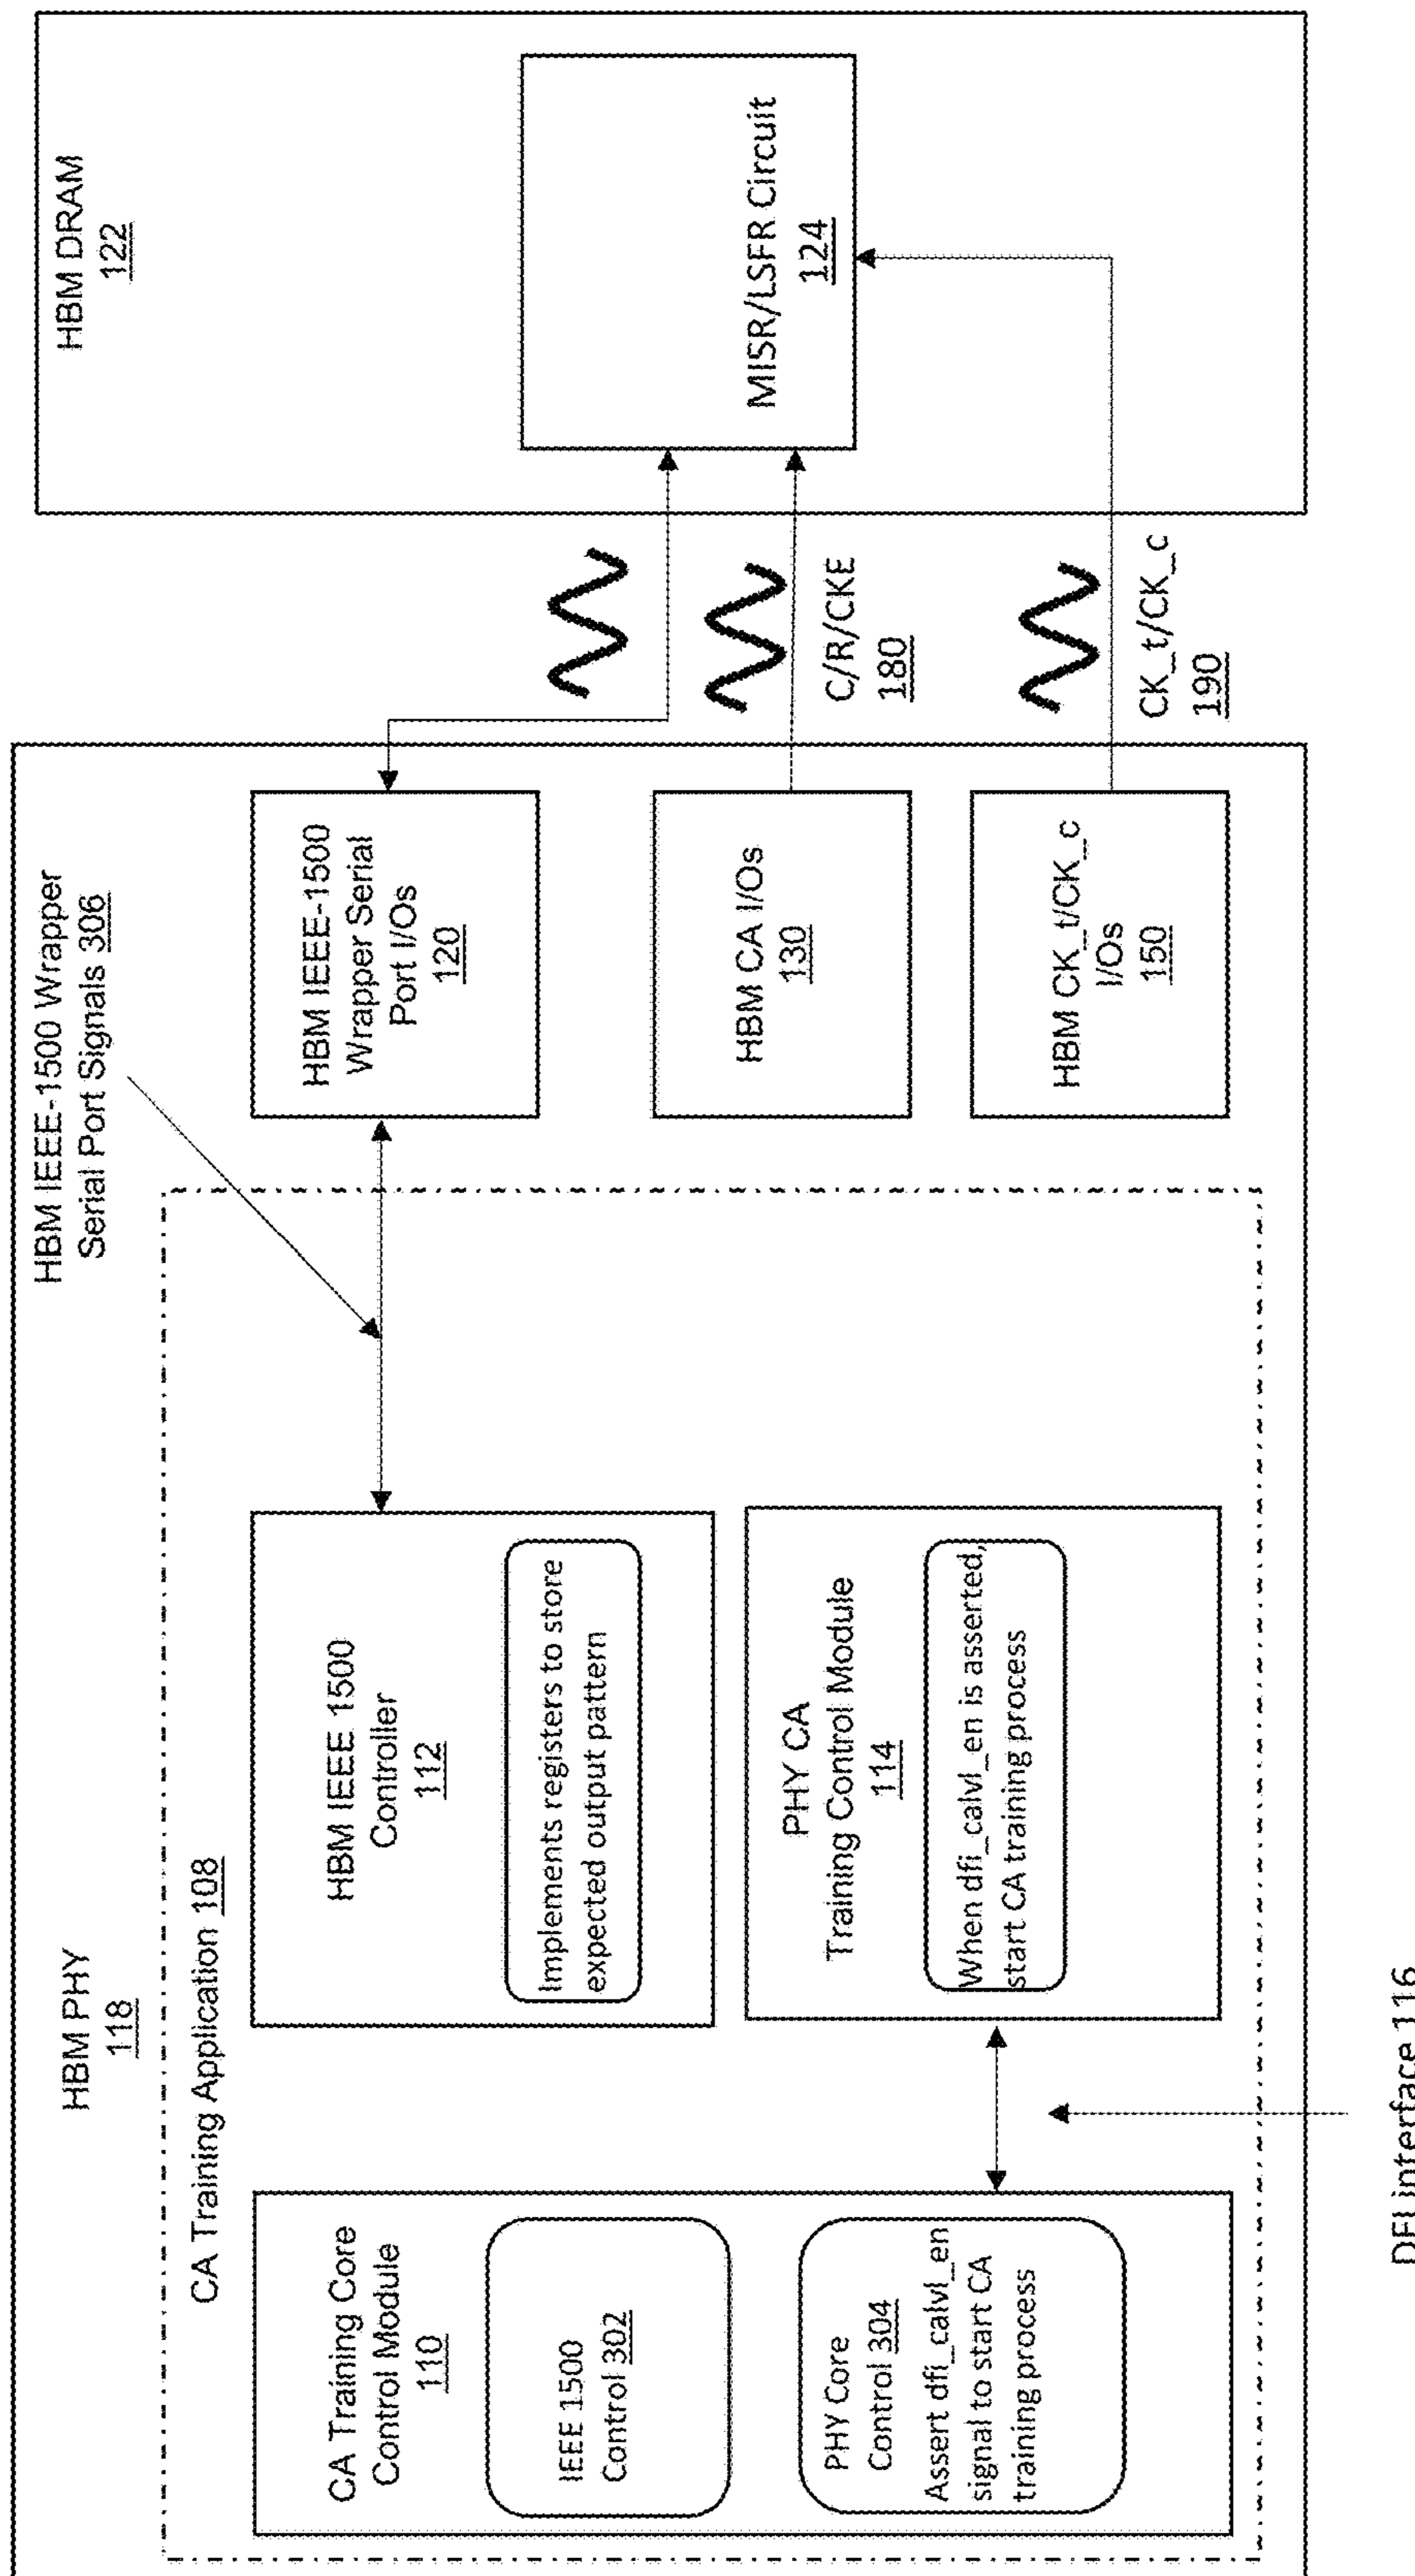 HBM PHY
118
CA Training Application 108
CA Training Core
Control Module
110
IEEE 1500
Control 302
PHY Core
Control 304
Assert dfi_calvl_en
signal to start CA
training process
HBM IEEE 1500
Controller
112
Implements registers to store
expected output pattern
PHY CA
Training Control Module
114
When dfi_calvl_en is asserted,
start CA training process
DFI interface 116
HBM IEEE-1500 Wrapper
Serial Port Signals 306
HBM IEEE-1500
Wrapper Serial
Port I/Os
120
HBM CA I/Os
130
HBM CK_t/CK_c
I/Os
150
C/R/CKE
180
CK_t/CK_c
190
HBM DRAM
122
MISR/LSFR Circuit
124